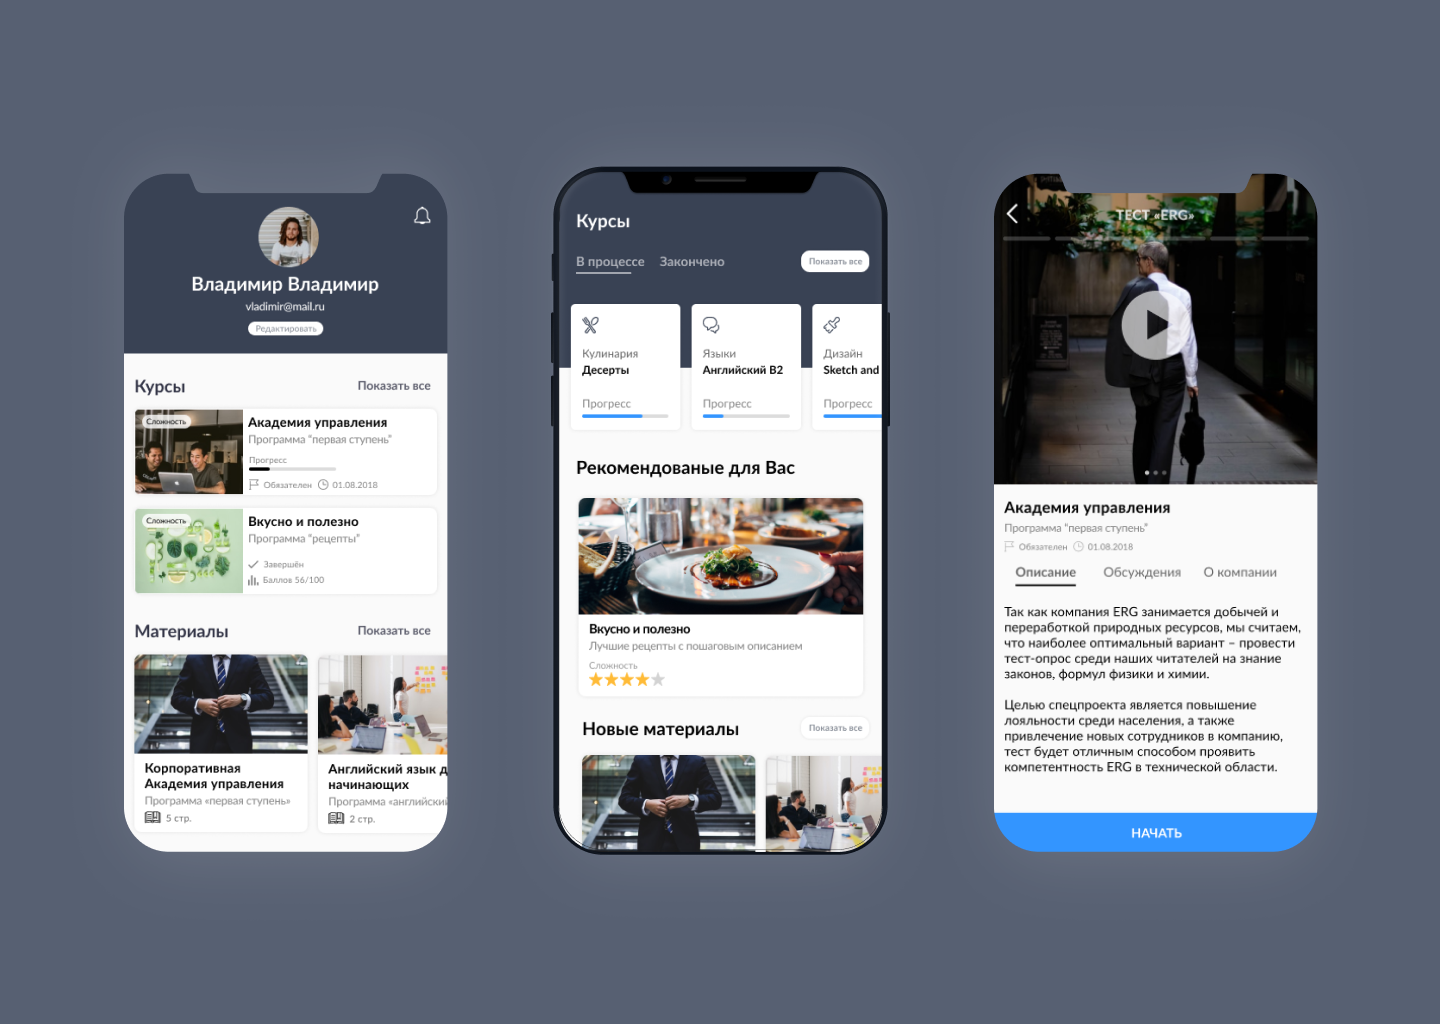 Владимир Владимир
vladimir@mail.ru
Редактировать
Курсы
Показать все
Сложность
Академия управления
Программа “первая ступень”
Прогресс
Обязателен
01.08.2018
Сложность
Вкусно и полезно
Программа “рецепты”
Завершён
Баллов 56/100
Материалы
Показать все
Корпоративная
Академия управления
Программа «первая ступень»
5 стр.
Английский язык д
начинающих
Программа «английский
2 стр.
Курсы
В процессе
Закончено
Показать все
Кулинария
Десерты
Прогресс
Языки
Английский B2
Прогресс
Дизайн
Sketch and
Прогресс
Рекомендованые для Вас
Вкусно и полезно
Лучшие рецепты с пошаговым описанием
Сложность
Новые материалы
Показать все
ТЕСТ «ERG»
Академия управления
Программа “первая ступень”
Обязателен
01.08.2018
Описание
Обсуждения
О компании
Так как компания ERG занимается добычей и
переработкой природных ресурсов, мы считаем,
что наиболее оптимальный вариант – провести
тест-опрос среди наших читателей на знание
законов, формул физики и химии.
Целью спецпроекта является повышение
лояльности среди населения, а также
привлечение новых сотрудников в компанию,
тест будет отличным способом проявить
компетентность ERG в технической области.
НАЧАТЬ